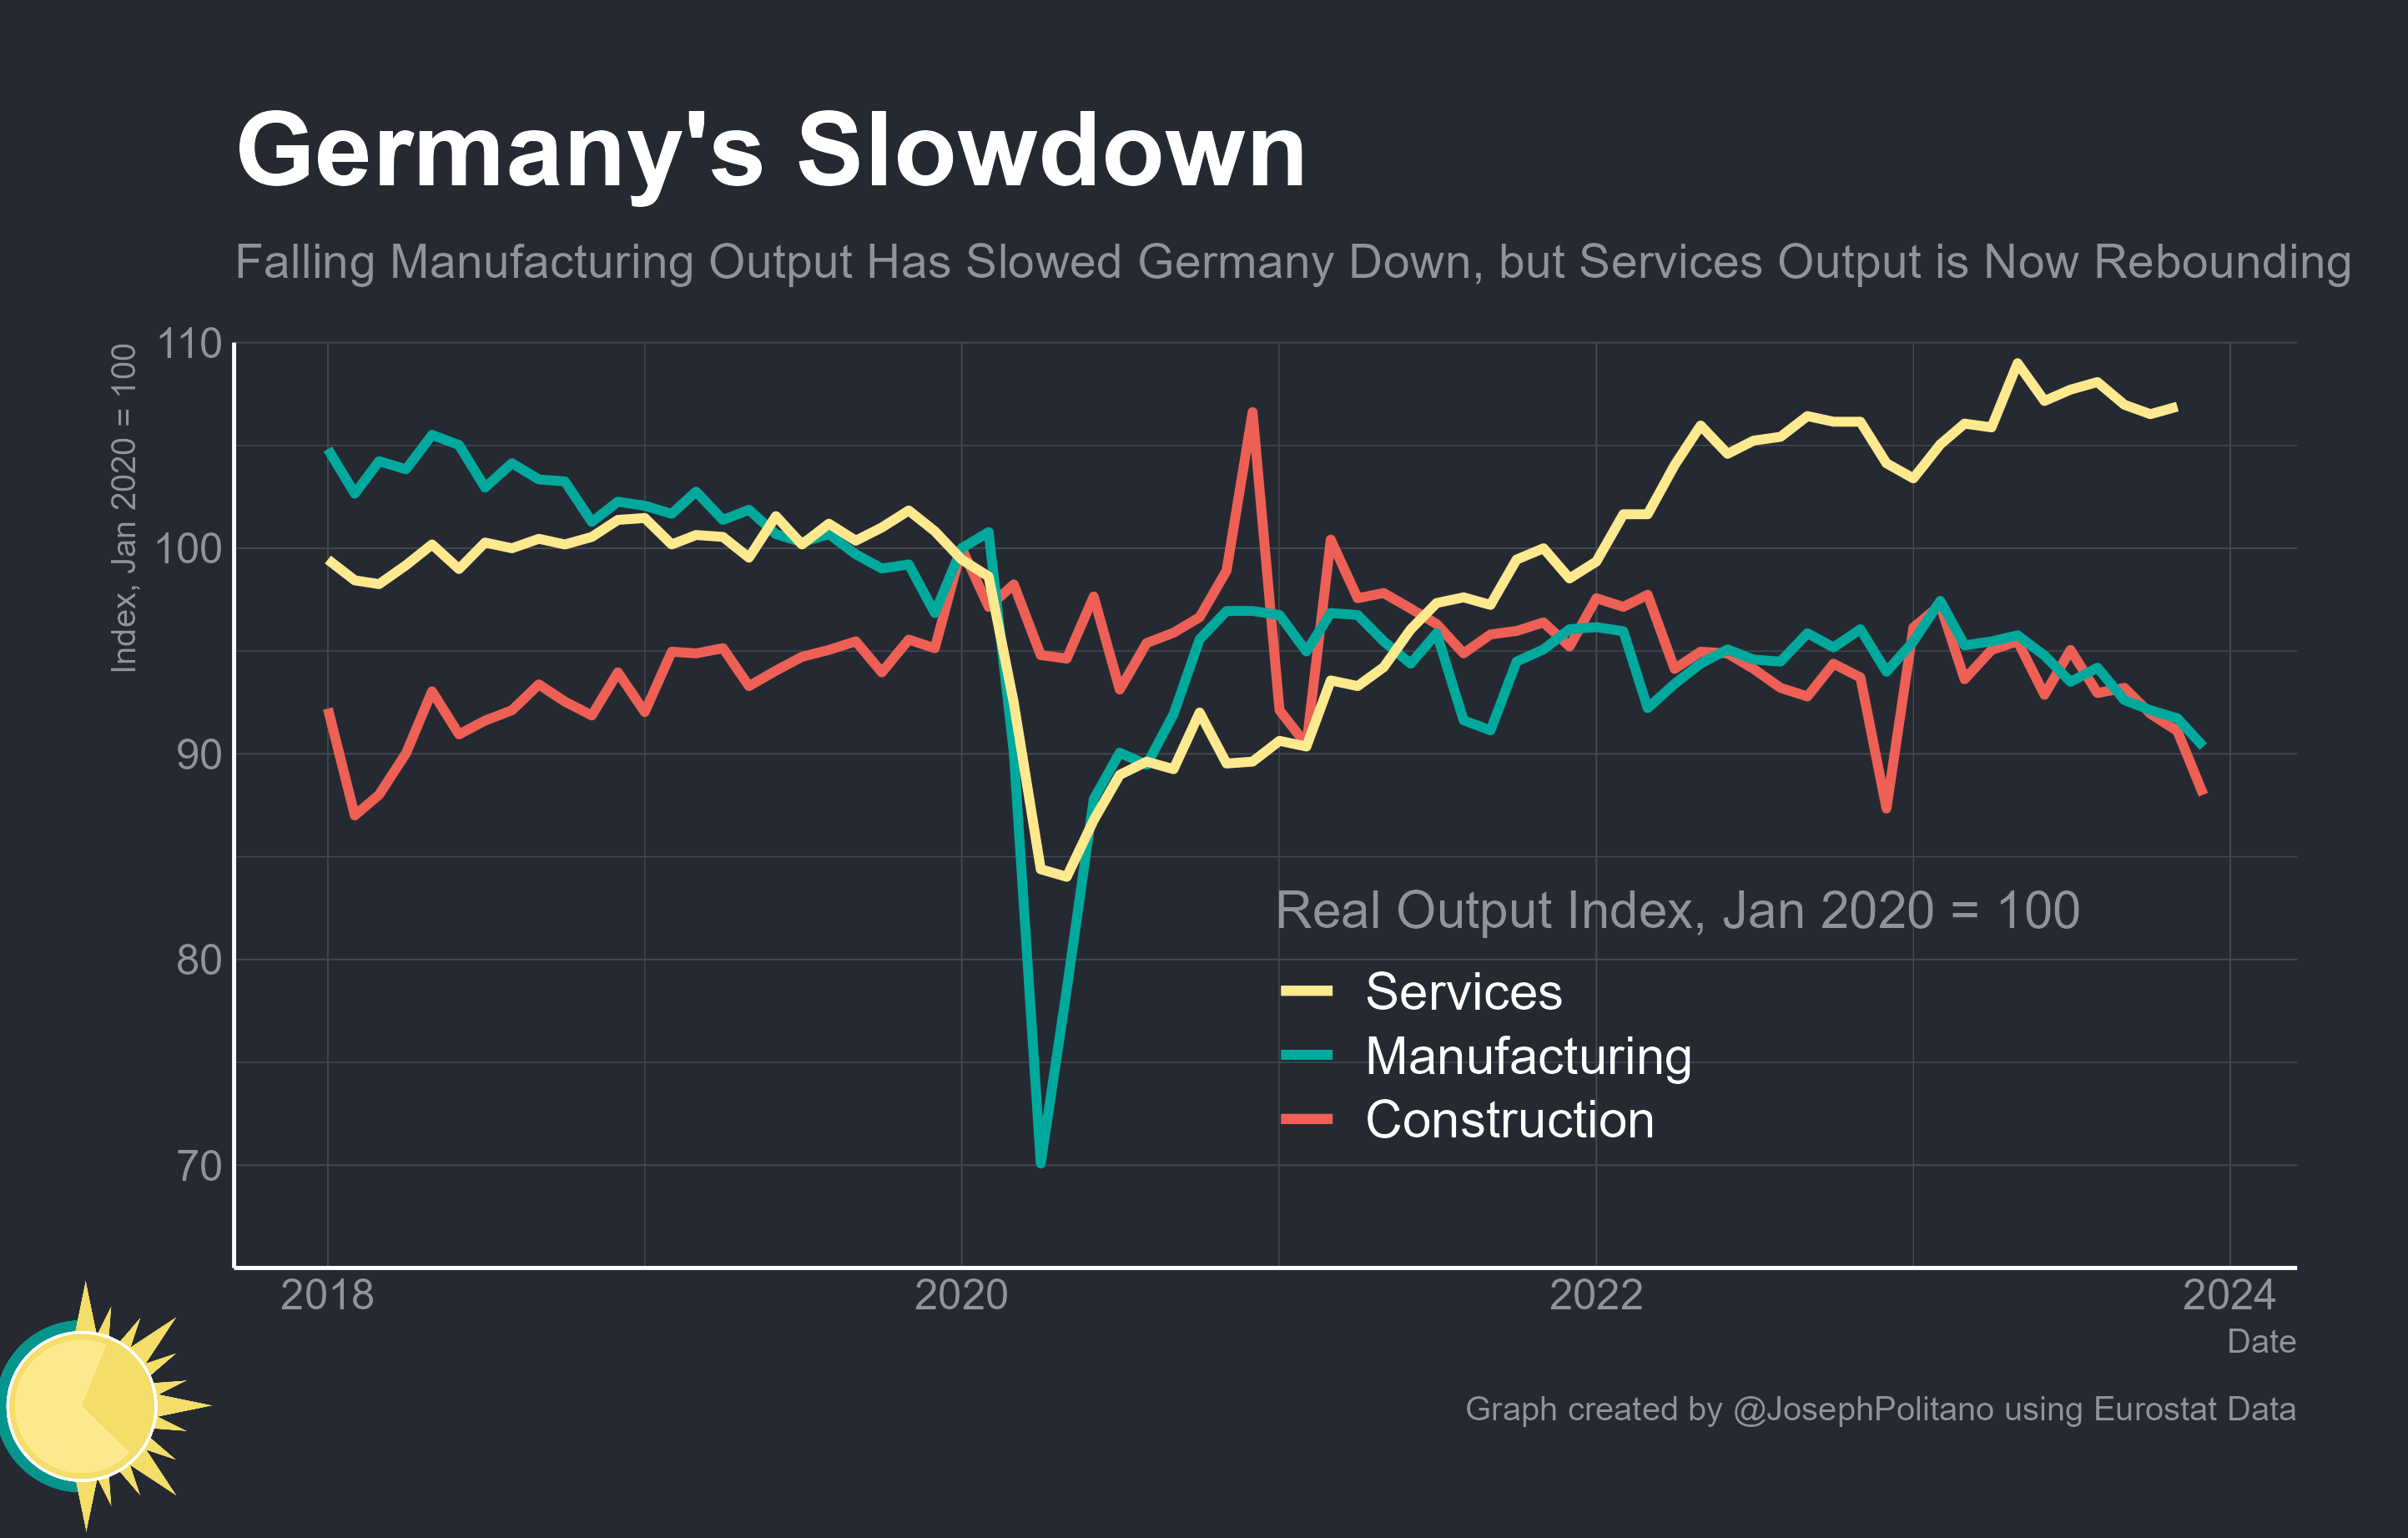 Germany's Slowdown
Falling Manufacturing Output Has Slowed Germany Down, but Services Output is Now Rebounding
Index, Jan 2020 = 100
110
100
90
80
70
Real Output Index, Jan 2020 = 100
Services
Manufacturing
Construction
2018
2020
2022
2024
Date
Graph created by @JosephPolitano using Eurostat Data